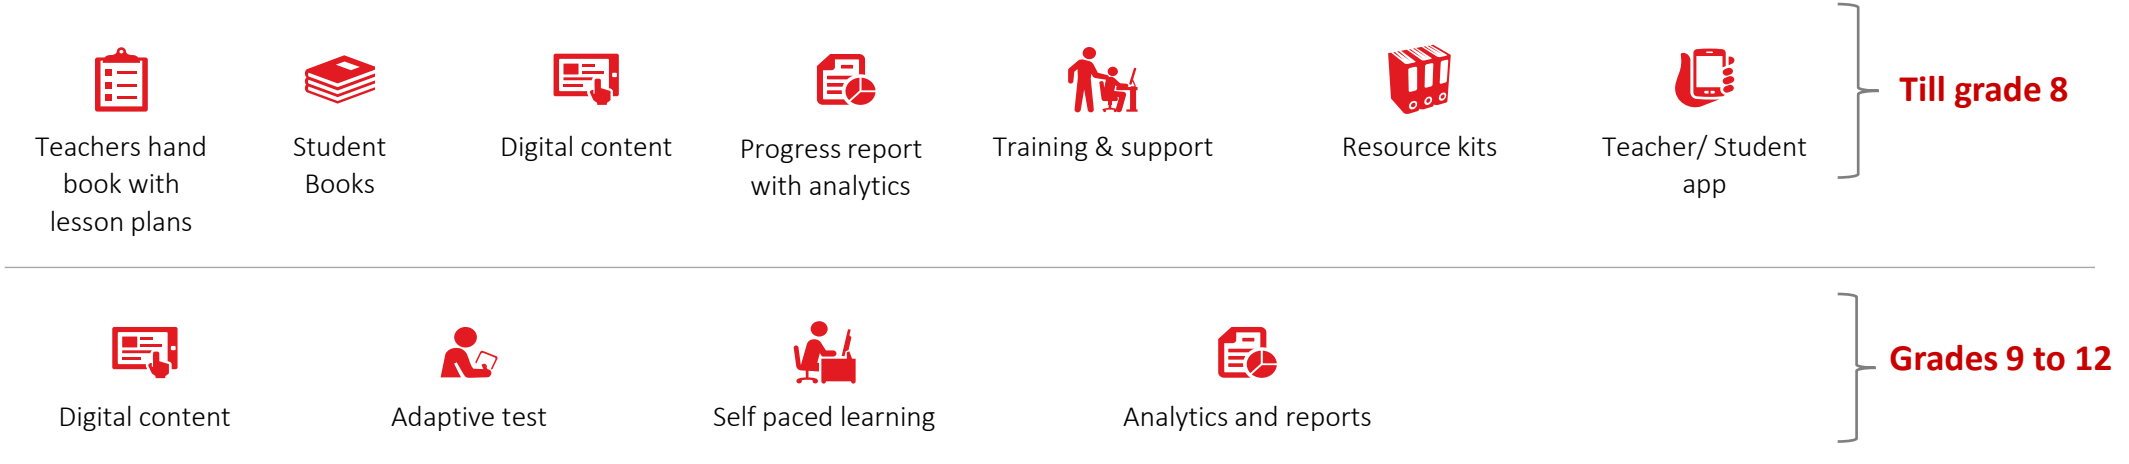 Teachers hand
book with
lesson plans
Student
Books
Digital content
Progress report
with analytics
Training & support
Resource kits
Teacher/ Student
app
Till grade 8
Digital content
Adaptive test
Self paced learning
Analytics and reports
Grades 9 to 12